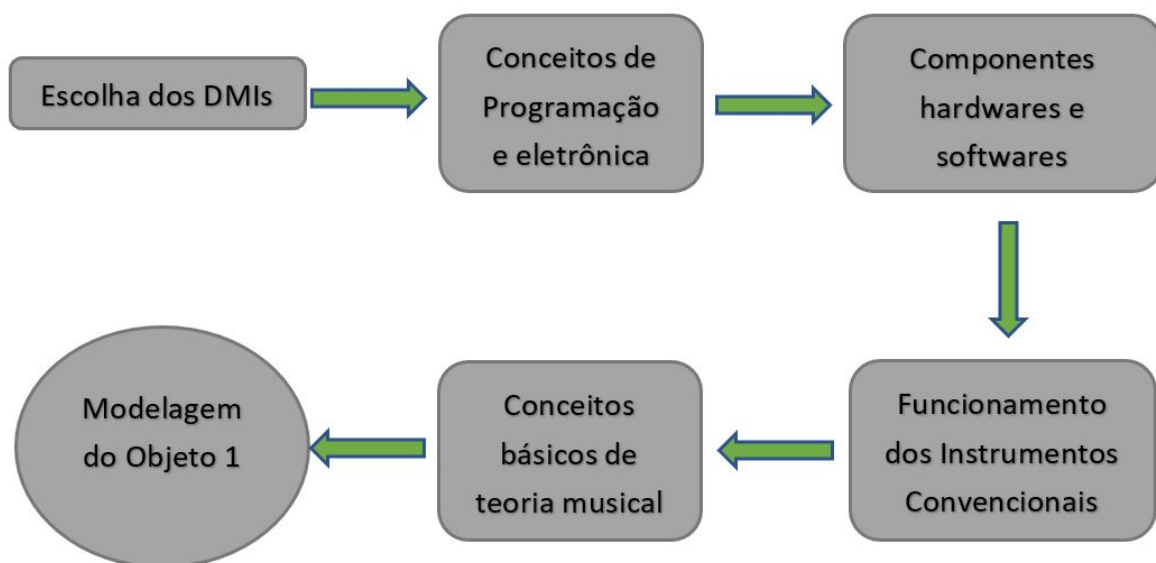 Escolha dos DMIs
Conceitos de
Programação
e eletrônica
Componentes
hardwares e
softwares
Funcionamento
dos Instrumentos
Convencionais
Conceitos
básicos de
teoria musical
Modelagem
do Objeto 1